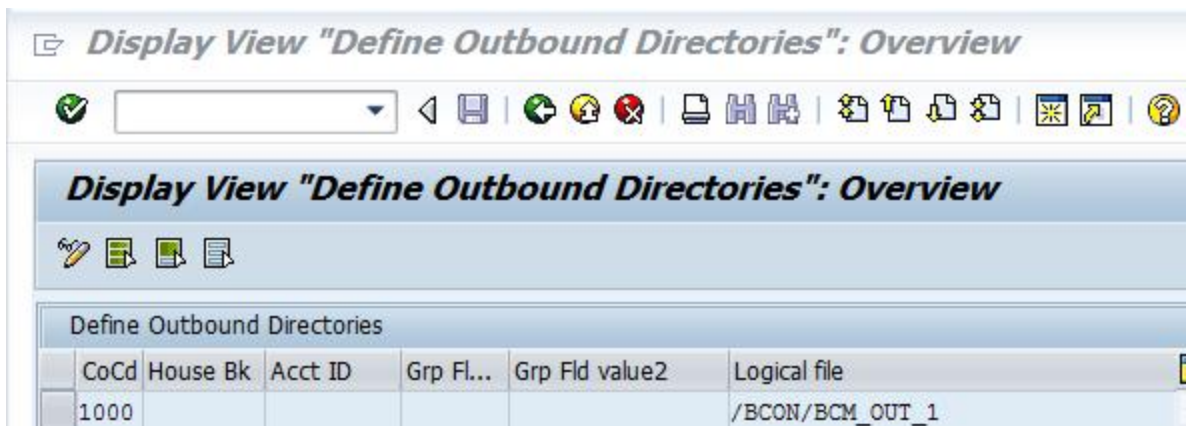 Display View "Define Outbound Directories": Overview
Display View "Define Outbound Directories": Overview
Define Outbound Directories
CoCd House Bk Acct ID Grp Fl... Grp Fld value2 Logical file
1000 /BCON/BCM_OUT_1